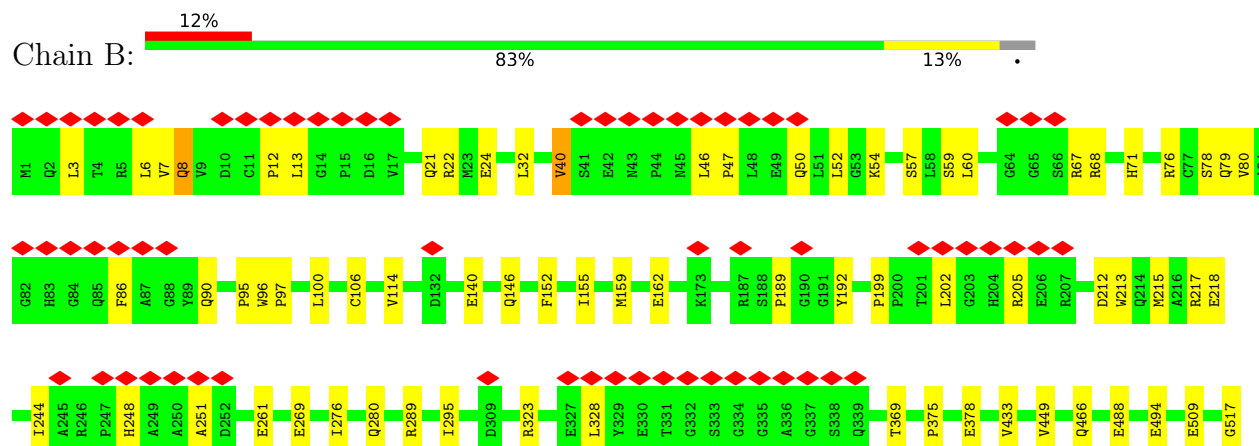 12%
Chain B:
83% 13% •
M1 Q2 L3 T4 R5 L6 V7 Q8 V9 D10 C11 P12 L13 G14 P15 D16 V17 Q21 R22 M23 E24 L32 V40 S41 E42 N43 P44 N45 L46 P47 L48 E49 Q50 L51 L52 G53 K54 S57 L58 S59 L60 G64 G65 S66 R67 R68 H71 R76 C77 S78 Q79 V80
G82 H83 G84 Q85 F86 A87 G88 Y89 Q90 P95 W96 P97 L100 C106 V114 D132 E140 Q146 F152 I155 M159 E162 K173 R187 S188 P189 G190 G191 Y192 P199 P200 T201 L202 G203 H204 R205 E206 R207 D212 W213 Q214 M215 A216 R217 E218
I244 A245 R246 P247 H248 A249 A250 A251 D252 E261 E269 I276 Q280 R289 I295 D309 R323 E327 L328 Y329 E330 T331 G332 S333 G334 G335 A336 G337 S338 Q339 T369 P375 E378 V433 V449 Q466 E488 E494 E509 G517